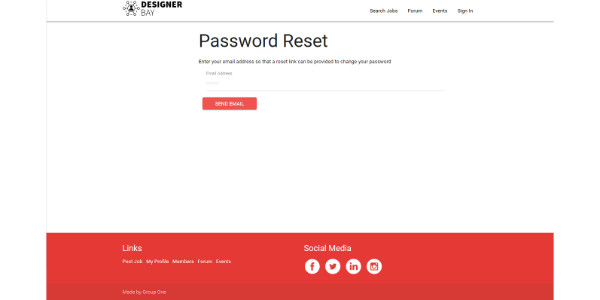 DESIGNER
BAY
Search Jobs Forum Events Sign In
Password Reset
Enter your email address so that a reset link can be provided to change your password
Email Address
SEND EMAIL
Links
Social Media
Post Job My Profile Members Forum Events
Made by Group One